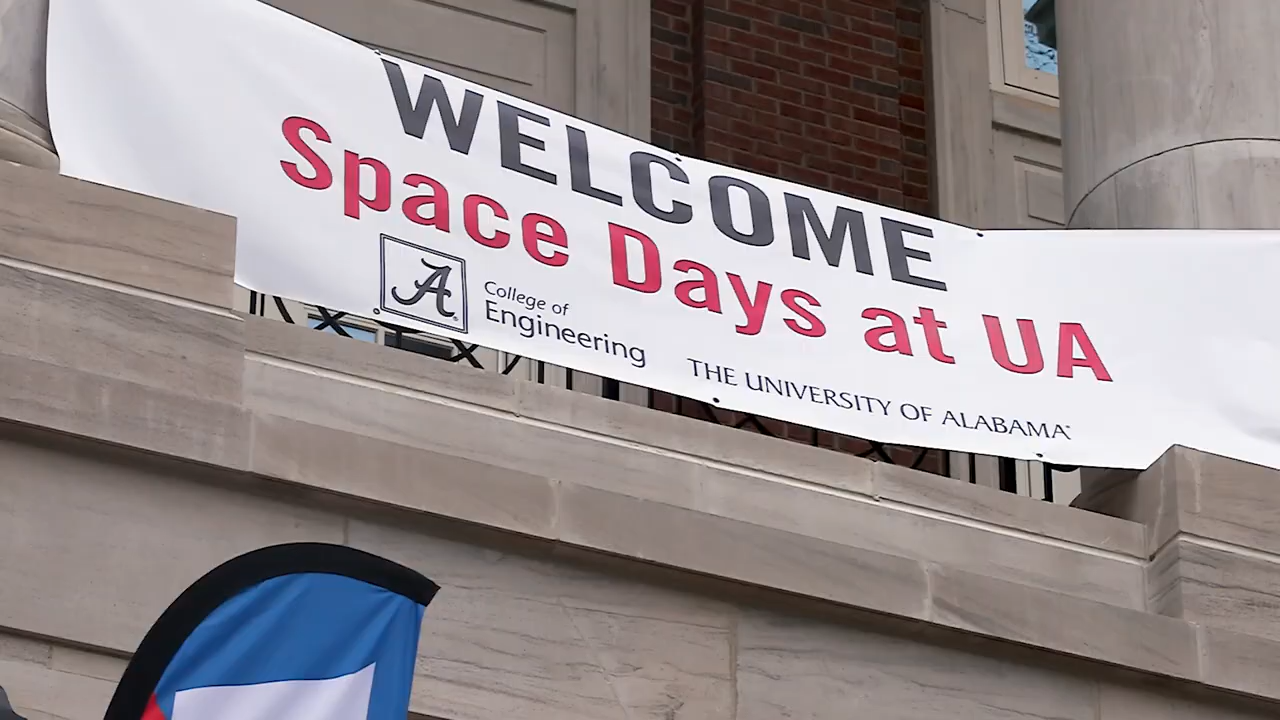 WELCOME
Space Days at UA
A
College of
Engineering
THE UNIVERSITY OF ALABAMA